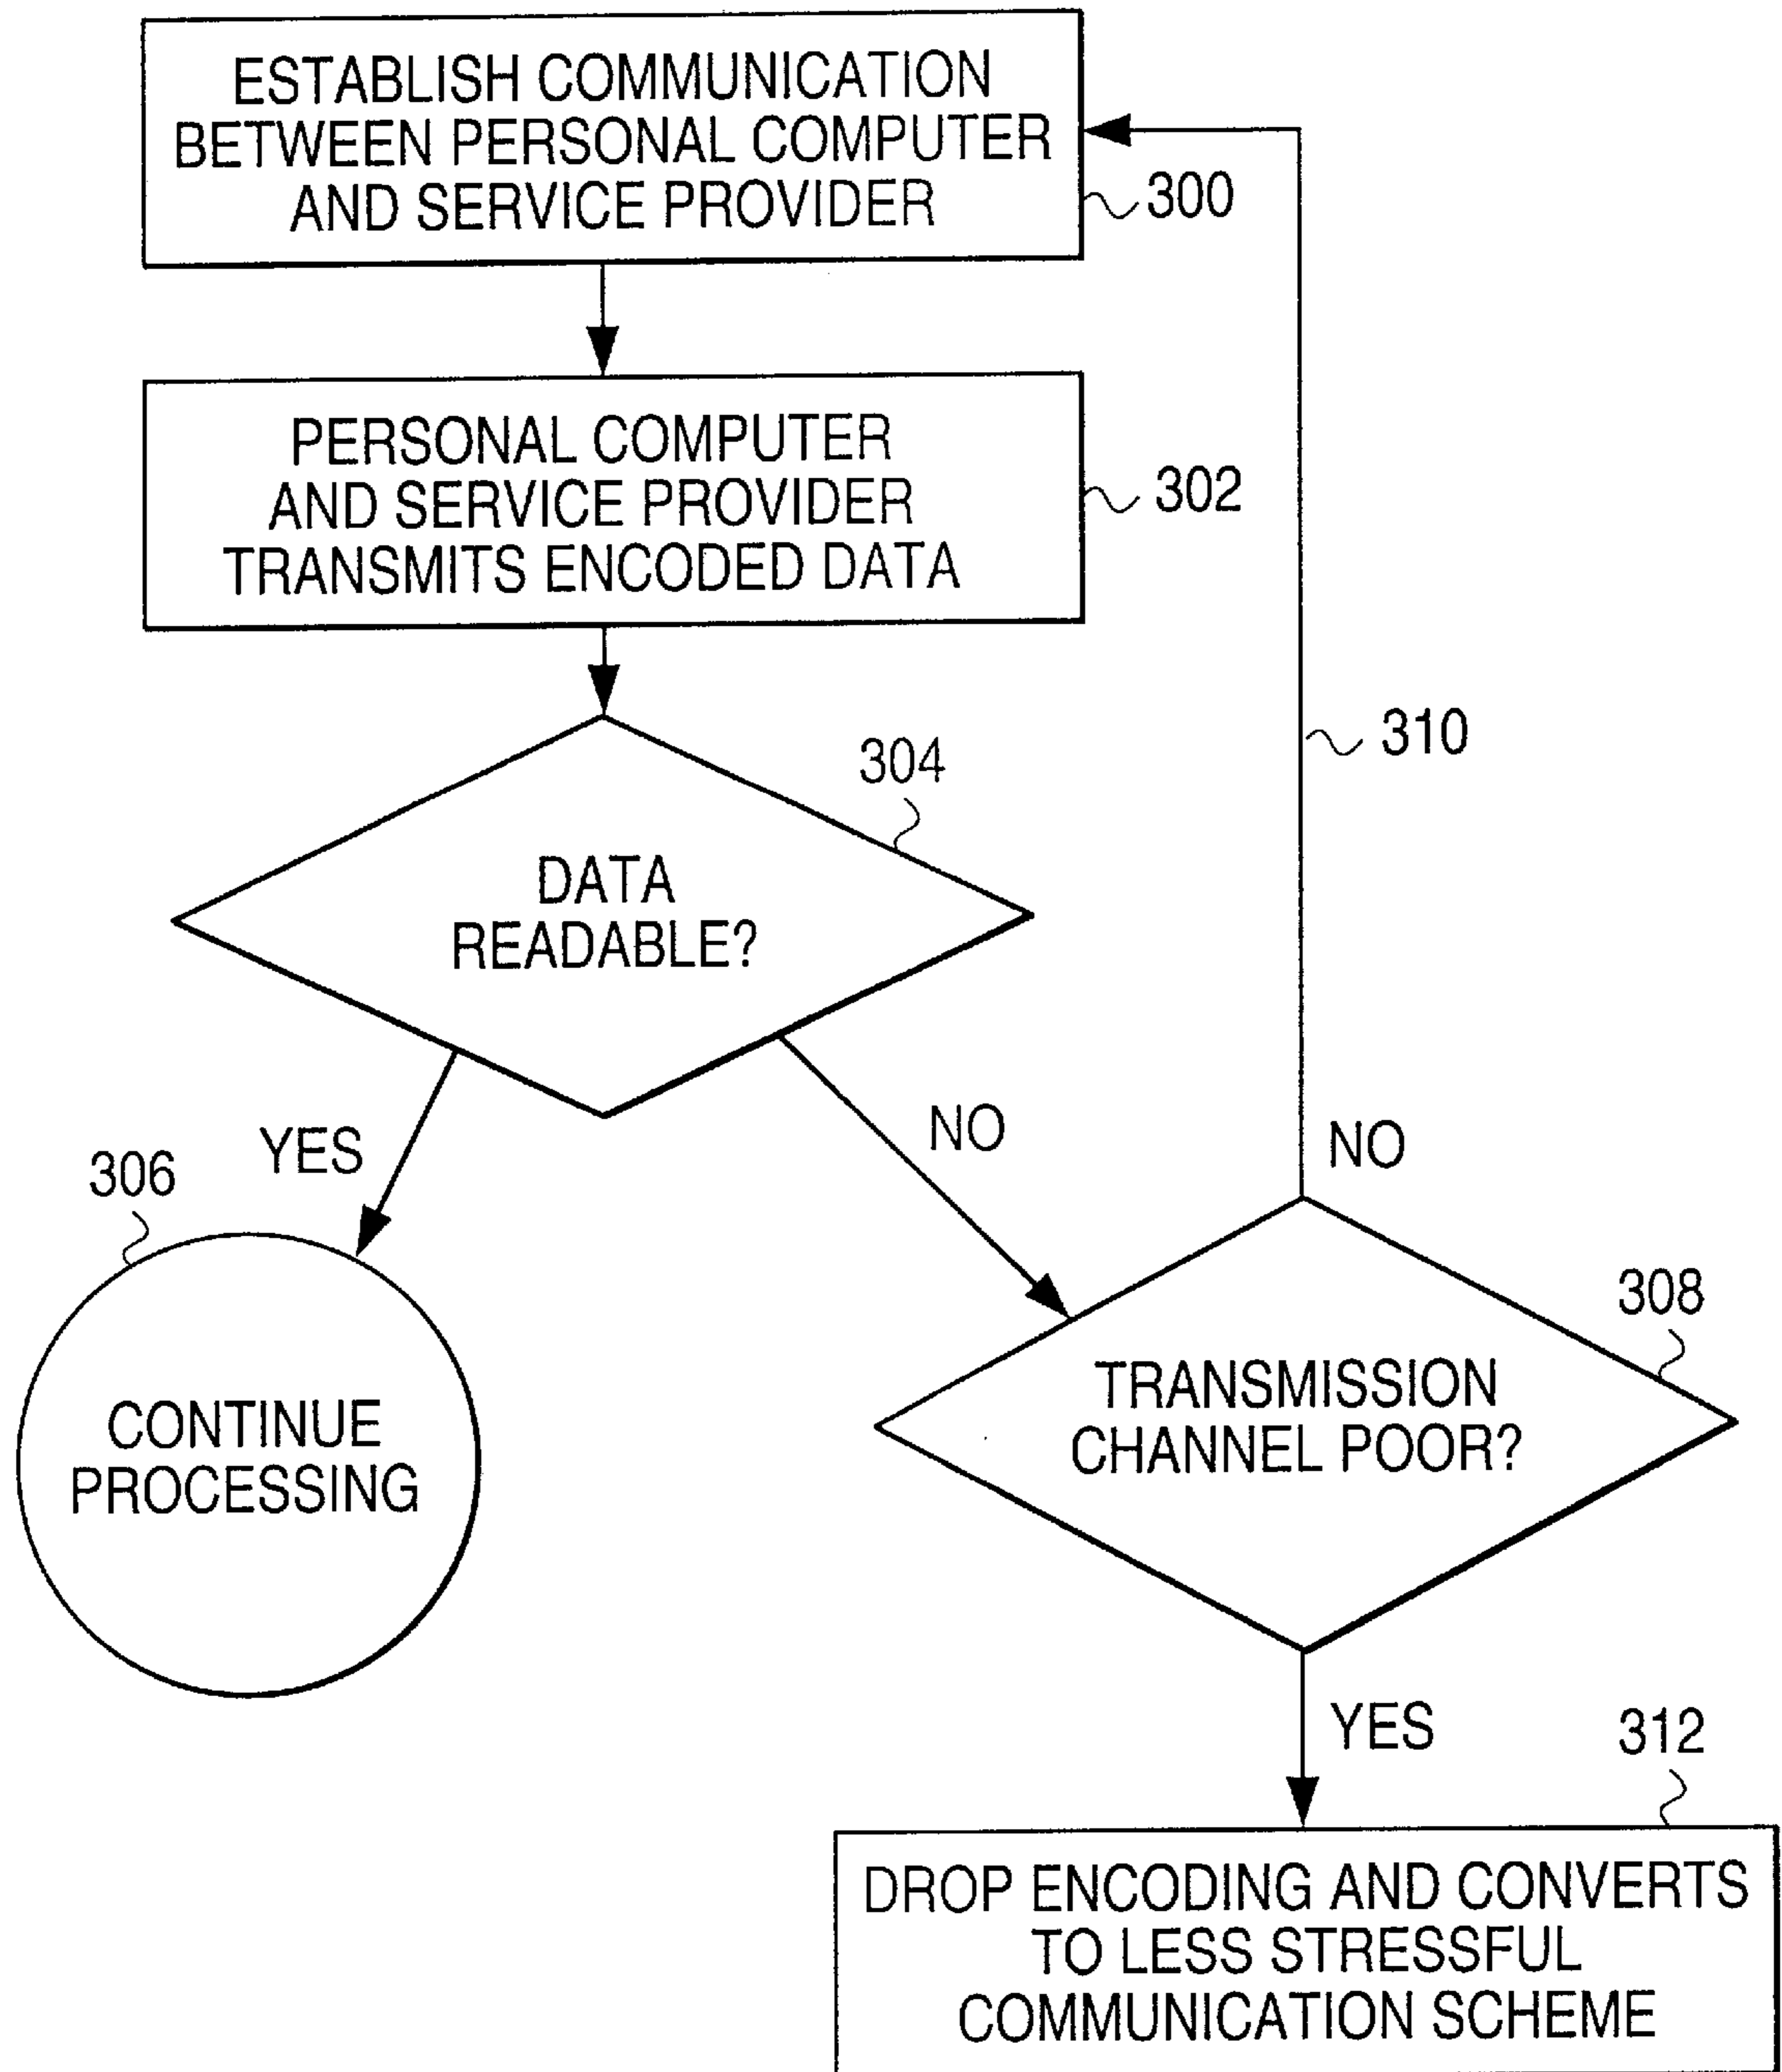 ESTABLISH COMMUNICATION
BETWEEN PERSONAL COMPUTER
AND SERVICE PROVIDER
300
PERSONAL COMPUTER
AND SERVICE PROVIDER
TRANSMITS ENCODED DATA
302
310
304
DATA
READABLE?
YES
NO
NO
306
308
CONTINUE
PROCESSING
TRANSMISSION
CHANNEL POOR?
YES
312
DROP ENCODING AND CONVERTS
TO LESS STRESSFUL
COMMUNICATION SCHEME